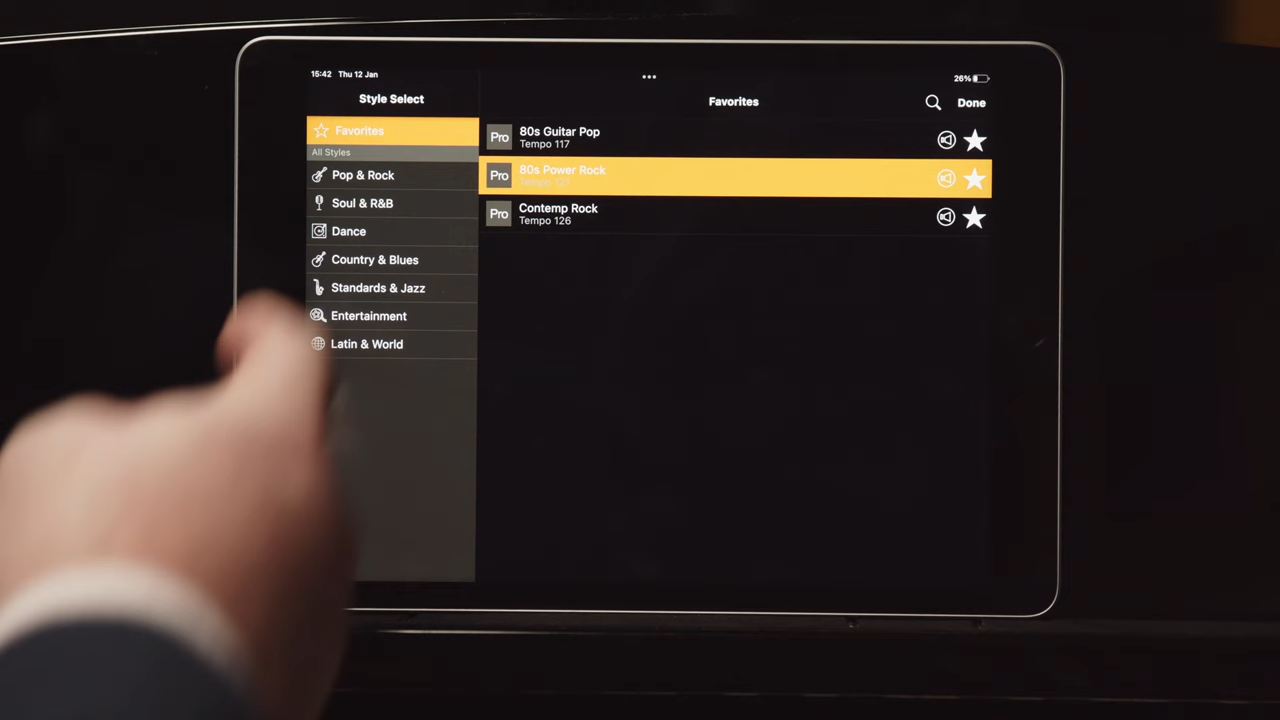 15:42 Thu 12 Jan
26%
Style Select
Favorites
Done
Favorites
All Styles
Pop & Rock
Soul & R&B
Dance
Country & Blues
Standards & Jazz
Entertainment
Latin & World
Pro
80s Guitar Pop
Tempo 117
Pro
80s Power Rock
Tempo 121
Pro
Contemp Rock
Tempo 126